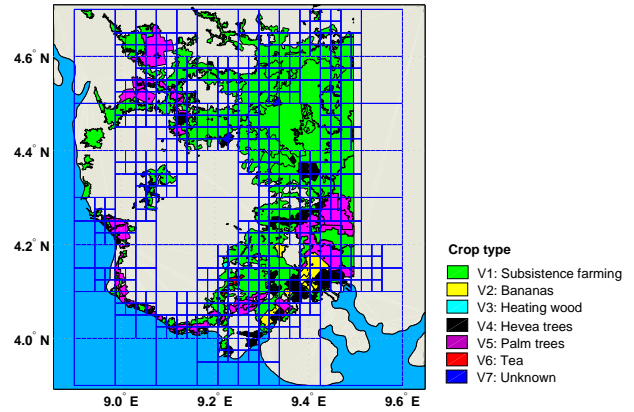 4.6° N
4.4° N
4.2° N
4.0° N
9.0° E
9.2° E
9.4° E
9.6° E
Crop type
V1: Subsistence farming
V2: Bananas
V3: Heating wood
V4: Hevea trees
V5: Palm trees
V6: Tea
V7: Unknown